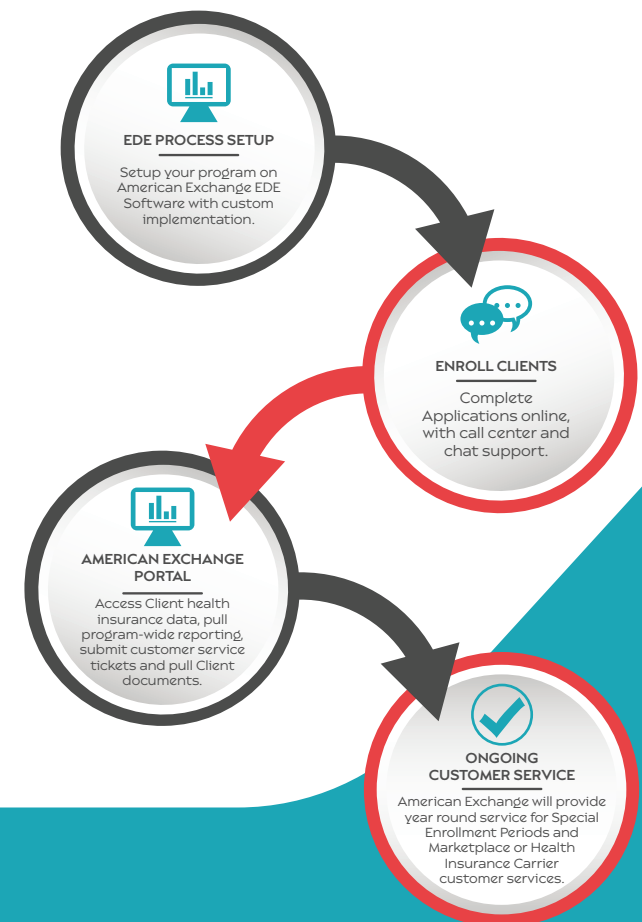 EDE PROCESS SETUP
Setup your program on
American Exchange EDE
Software with custom
implementation.
ENROLL CLIENTS
Complete
Applications online,
with call center and
chat support.
AMERICAN EXCHANGE
PORTAL
Access Client health
insurance data, pull
program-wide reporting,
submit customer service
tickets and pull Client
documents.
ONGOING
CUSTOMER SERVICE
American Exchange will provide
year round service for Special
Enrollment Periods and
Marketplace or Health
Insurance Carrier
customer services.